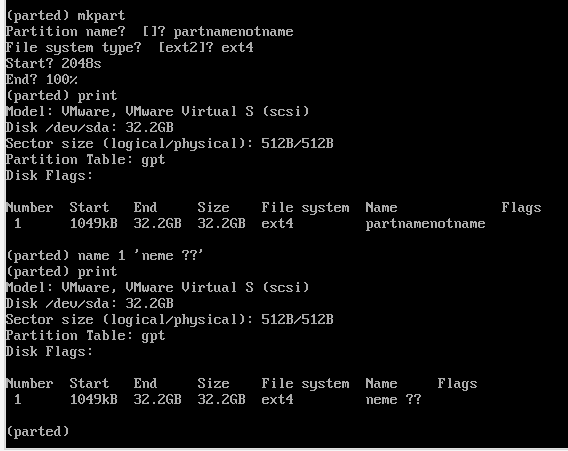 (parted) mkpart
Partition name?  []? partnamenotname
File system type?  [ext2]? ext4
Start? 2048s
End? 100%
(parted) print
Model: VMware, VMware Virtual S (scsi)
Disk /dev/sda: 32.2GB
Sector size (logical/physical): 512B/512B
Partition Table: gpt
Disk Flags:

Number  Start   End     Size    File system  Name             Flags
 1      1049kB  32.2GB  32.2GB  ext4         partnamenotname

(parted) name 1 'neme ??'
(parted) print
Model: VMware, VMware Virtual S (scsi)
Disk /dev/sda: 32.2GB
Sector size (logical/physical): 512B/512B
Partition Table: gpt
Disk Flags:

Number  Start   End     Size    File system  Name     Flags
 1      1049kB  32.2GB  32.2GB  ext4         neme ??

(parted)